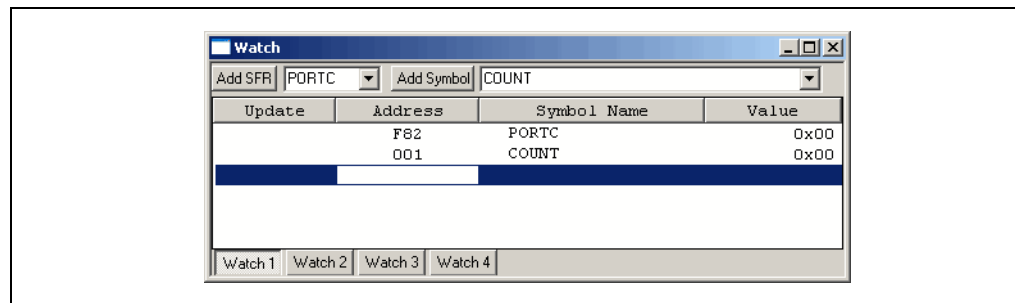 Watch
Add SFR PORTC Add Symbol COUNT
Update Address Symbol Name Value
F82 PORTC 0x00
001 COUNT 0x00
Watch 1 Watch 2 Watch 3 Watch 4